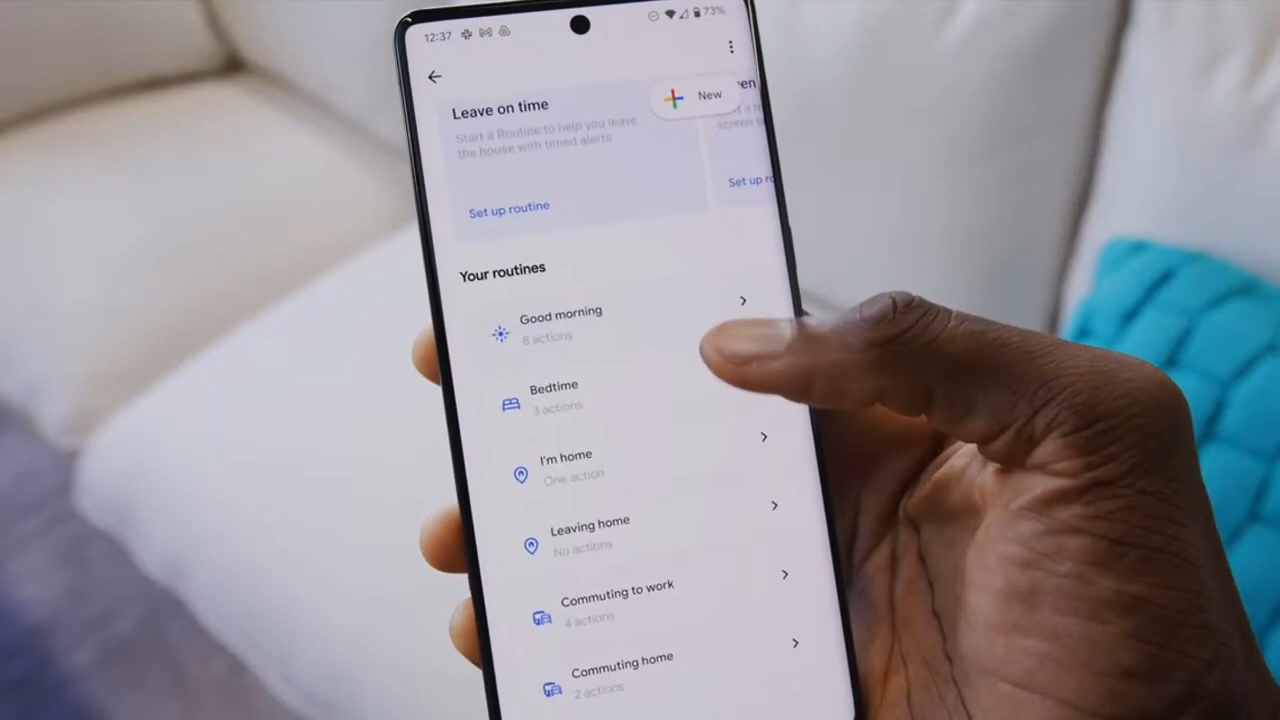 12:37
73%
Leave on time
New
Start a Routine to help you leave
the house with timed alerts
screen
Set up routine
Set up
Your routines
Good morning
8 actions
Bedtime
3 actions
I'm home
One action
Leaving home
No actions
Commuting to work
4 actions
Commuting home
2 actions